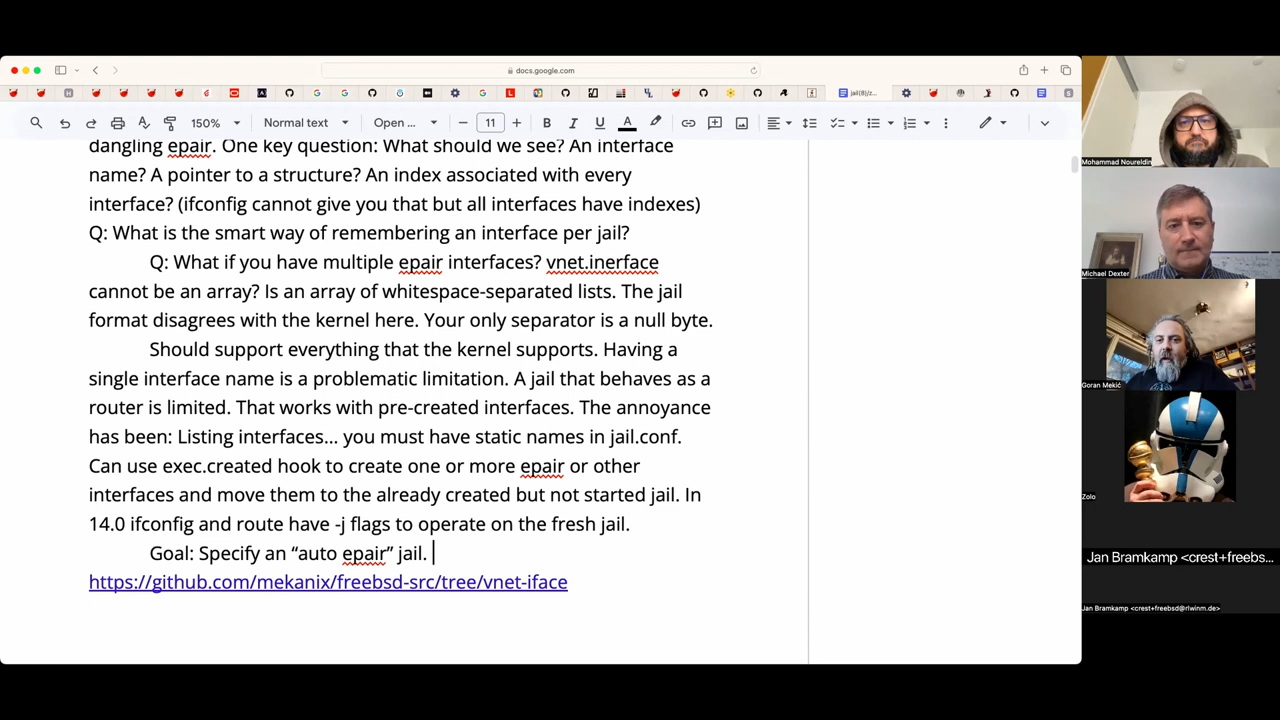 docs.google.com
jail(8)/z...
150%
Normal text
Open ...
11
B I U A
dangling epair. One key question: What should we see? An interface
name? A pointer to a structure? An index associated with every
interface? (ifconfig cannot give you that but all interfaces have indexes)
Q: What is the smart way of remembering an interface per jail?
Q: What if you have multiple epair interfaces? vnet.inerface
cannot be an array? Is an array of whitespace-separated lists. The jail
format disagrees with the kernel here. Your only separator is a null byte.
Should support everything that the kernel supports. Having a
single interface name is a problematic limitation. A jail that behaves as a
router is limited. That works with pre-created interfaces. The annoyance
has been: Listing interfaces... you must have static names in jail.conf.
Can use exec.created hook to create one or more epair or other
interfaces and move them to the already created but not started jail. In
14.0 ifconfig and route have -j flags to operate on the fresh jail.
Goal: Specify an “auto epair” jail.
https://github.com/mekanix/freebsd-src/tree/vnet-iface
Mohammad Noureldin
Michael Dexter
Goran Mekić
Zolo
Jan Bramkamp <crest+freebs...
Jan Bramkamp <crest+freebsd@rlwinm.de>